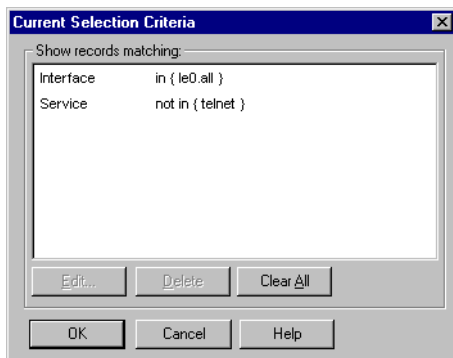 Current Selection Criteria
Show records matching:
Interface in { le0.all }
Service not in { telnet }
Edit... Delete Clear All
OK Cancel Help